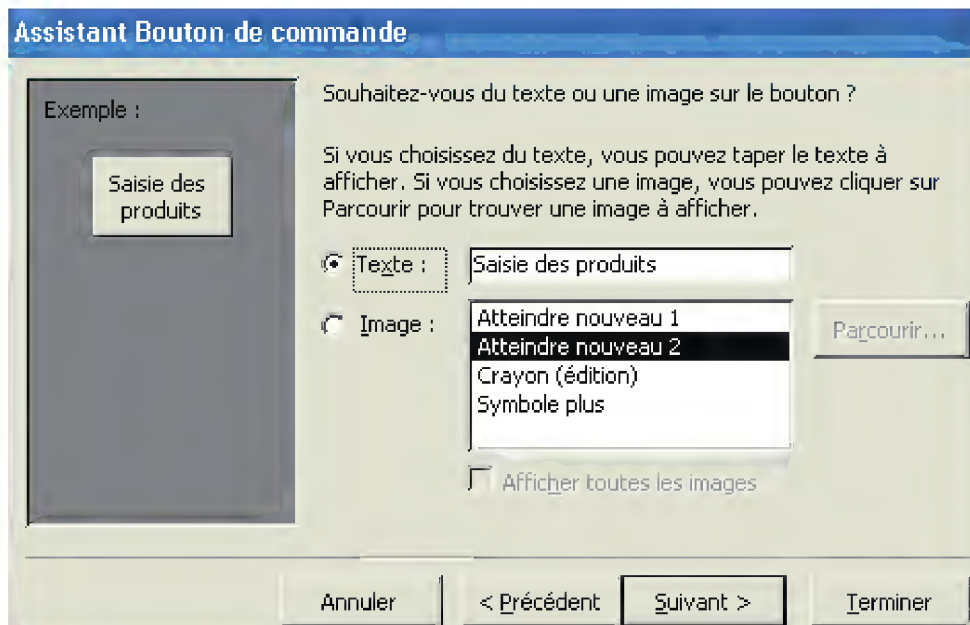 Assistant Bouton de commande
Exemple :
Saisie des
produits
Souhaitez-vous du texte ou une image sur le bouton ?
Si vous choisissez du texte, vous pouvez taper le texte à
afficher. Si vous choisissez une image, vous pouvez cliquer sur
Parcourir pour trouver une image à afficher.
Texte :
Saisie des produits
Image :
Atteindre nouveau 1
Atteindre nouveau 2
Crayon (édition)
Symbole plus
Parcourir...
Afficher toutes les images
Annuler
< Précédent
Suivant >
Terminer